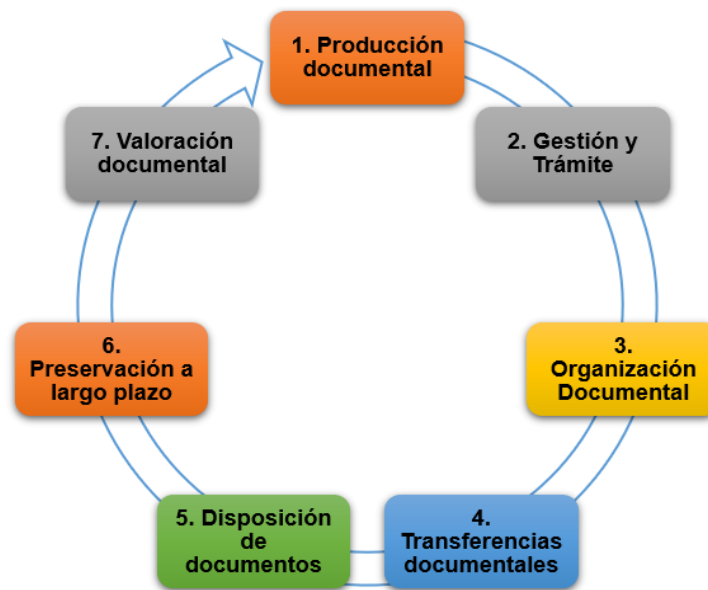 1. Producción
documental
2. Gestión y
Trámite
3.
Organización
Documental
4.
Transferencias
documentales
5. Disposición
de
documentos
6.
Preservación a
largo plazo
7. Valoración
documental